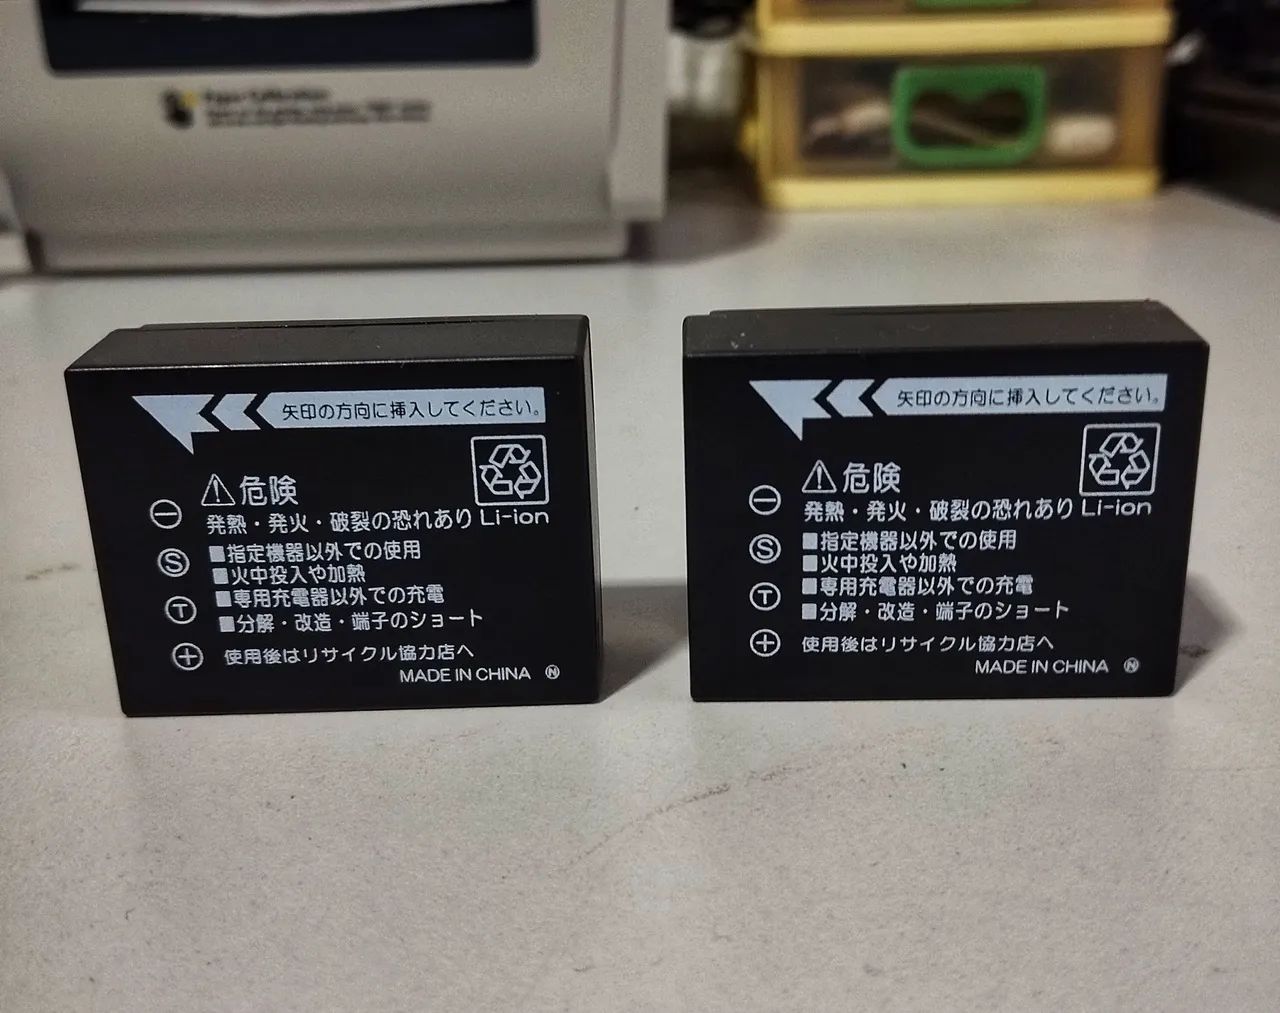 矢印の方向に挿入してください。
危険
発熱・発火・破裂の恐れあり Li-ion
■指定機器以外での使用
■火中投入や加熱
■専用充電器以外での充電
■分解・改造・端子のショート
使用後はリサイクル協力店へ
MADE IN CHINA Ⓝ
⊖
Ⓢ
Ⓣ
⊕
矢印の方向に挿入してください。
危険
発熱・発火・破裂の恐れあり Li-ion
■指定機器以外での使用
■火中投入や加熱
■専用充電器以外での充電
■分解・改造・端子のショート
使用後はリサイクル協力店へ
MADE IN CHINA Ⓝ
⊖
Ⓢ
Ⓣ
⊕